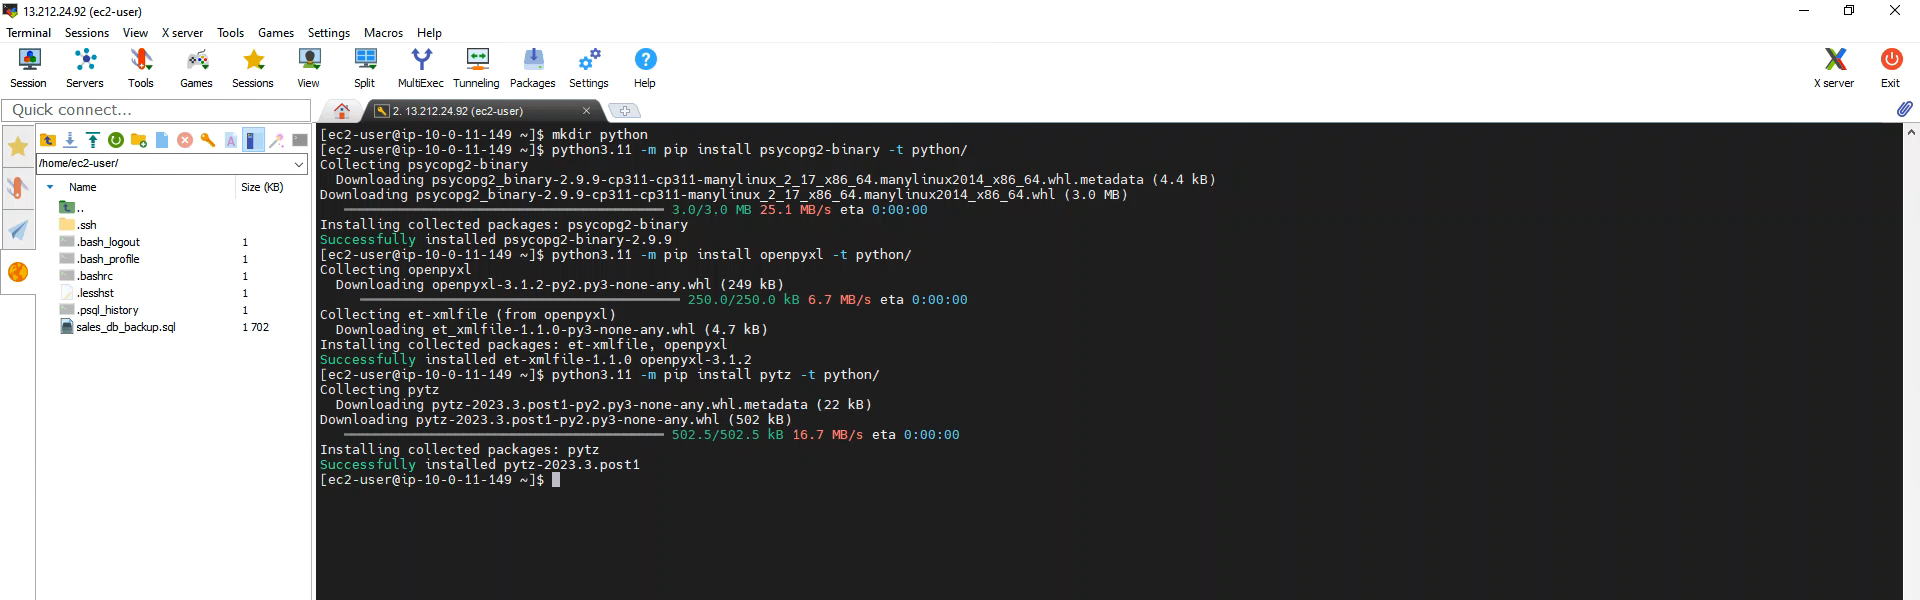 13.212.24.92 (ec2-user)
Terminal Sessions View X server Tools Games Settings Macros Help
Session Servers Tools Games Sessions View Split MultiExec Tunneling Packages Settings Help X server Exit
Quick connect...
2. 13.212.24.92 (ec2-user)
/home/ec2-user/
Name Size (KB)
..
.ssh
.bash_logout 1
.bash_profile 1
.bashrc 1
.lesshst 1
.psql_history 1
sales_db_backup.sql 1 702
[ec2-user@ip-10-0-11-149 ~]$ mkdir python
[ec2-user@ip-10-0-11-149 ~]$ python3.11 -m pip install psycopg2-binary -t python/
Collecting psycopg2-binary
Downloading psycopg2_binary-2.9.9-cp311-cp311-manylinux_2_17_x86_64.manylinux2014_x86_64.whl.metadata (4.4 kB)
Downloading psycopg2_binary-2.9.9-cp311-cp311-manylinux_2_17_x86_64.manylinux2014_x86_64.whl (3.0 MB)
3.0/3.0 MB 25.1 MB/s eta 0:00:00
Installing collected packages: psycopg2-binary
Successfully installed psycopg2-binary-2.9.9
[ec2-user@ip-10-0-11-149 ~]$ python3.11 -m pip install openpyxl -t python/
Collecting openpyxl
Downloading openpyxl-3.1.2-py2.py3-none-any.whl (249 kB)
250.0/250.0 kB 6.7 MB/s eta 0:00:00
Collecting et-xmlfile (from openpyxl)
Downloading et_xmlfile-1.1.0-py3-none-any.whl (4.7 kB)
Installing collected packages: et-xmlfile, openpyxl
Successfully installed et-xmlfile-1.1.0 openpyxl-3.1.2
[ec2-user@ip-10-0-11-149 ~]$ python3.11 -m pip install pytz -t python/
Collecting pytz
Downloading pytz-2023.3.post1-py2.py3-none-any.whl.metadata (22 kB)
Downloading pytz-2023.3.post1-py2.py3-none-any.whl (502 kB)
502.5/502.5 kB 16.7 MB/s eta 0:00:00
Installing collected packages: pytz
Successfully installed pytz-2023.3.post1
[ec2-user@ip-10-0-11-149 ~]$